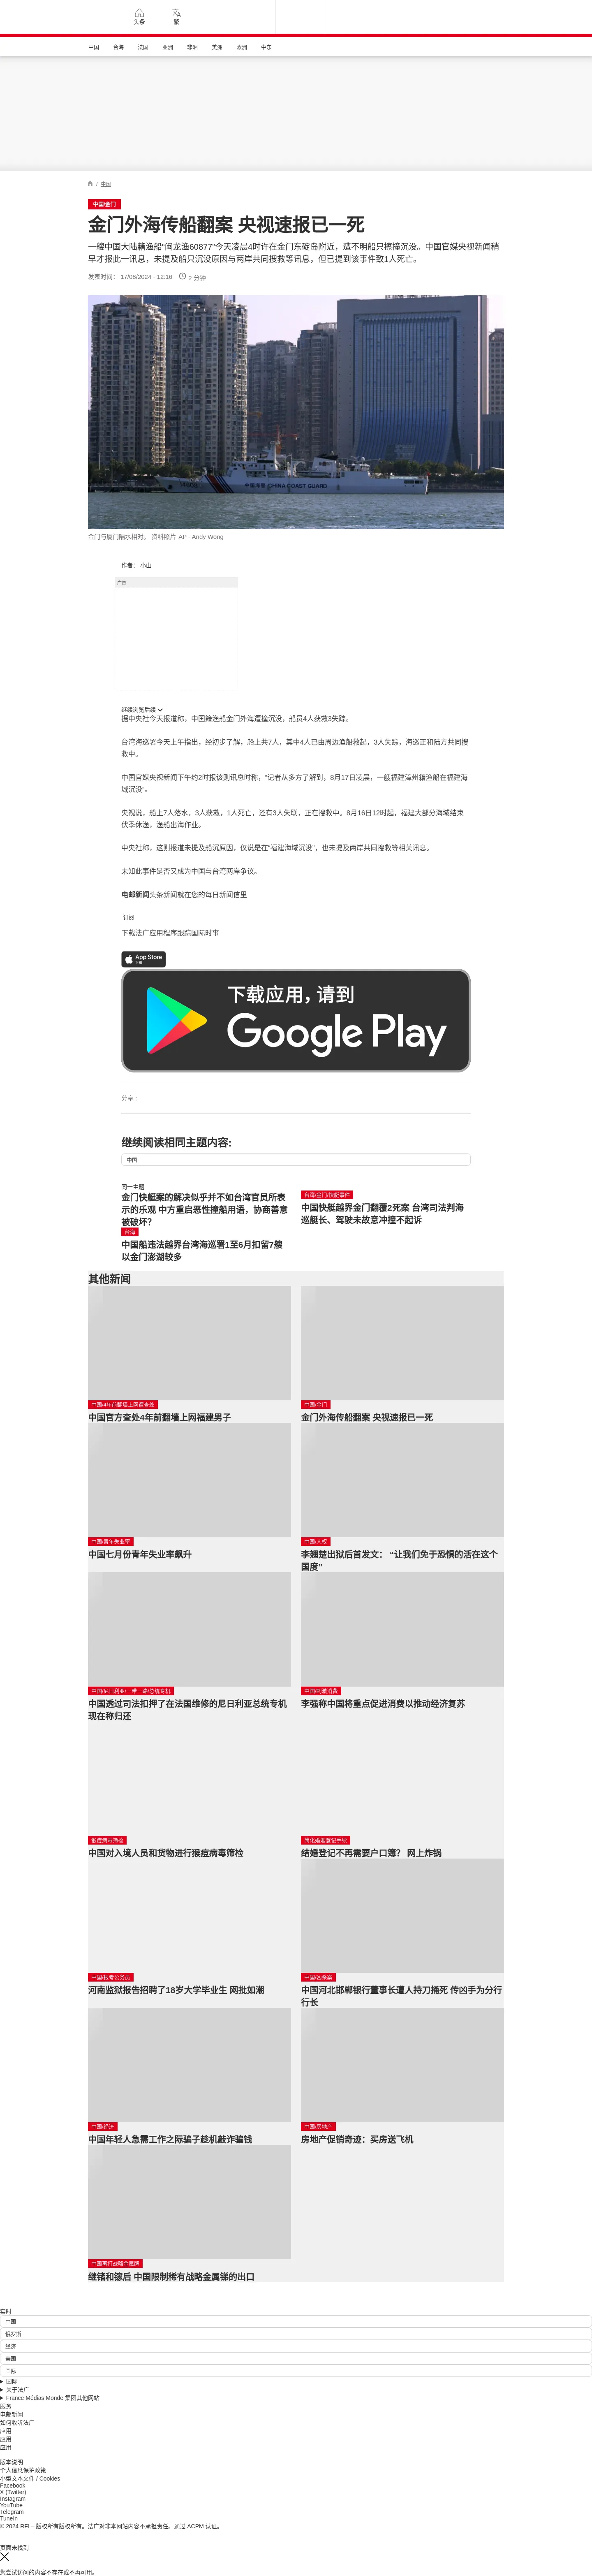 头条
繁
中国
台海
法国
亚洲
非洲
美洲
欧洲
中东
/ 中国
中国/金门
金门外海传船翻案 央视速报已一死
一艘中国大陆籍渔船“闽龙渔60877”今天凌晨4时许在金门东碇岛附近，遭不明船只擦撞沉没。中国官媒央视新闻稍
早才报此一讯息，未提及船只沉没原因与两岸共同搜救等讯息，但已提到该事件致1人死亡。
发表时间： 17/08/2024 - 12:16
2 分钟
中国海警 CHINA COAST GUARD
金门与厦门隔水相对。 资料照片 AP - Andy Wong
作者： 小山
广告
继续浏览后续
据中央社今天报道称，中国籍渔船金门外海遭撞沉没，船员4人获救3失踪。
台湾海巡署今天上午指出，经初步了解，船上共7人，其中4人已由周边渔船救起，3人失踪，海巡正和陆方共同搜
救中。
中国官媒央视新闻下午约2时报该则讯息时称，“记者从多方了解到，8月17日凌晨，一艘福建漳州籍渔船在福建海
域沉没”。
央视说，船上7人落水，3人获救，1人死亡，还有3人失联，正在搜救中。8月16日12时起，福建大部分海域结束
伏季休渔，渔船出海作业。
中央社称，这则报道未提及船沉原因，仅说是在“福建海域沉没”，也未提及两岸共同搜救等相关讯息。
未知此事件是否又成为中国与台湾两岸争议。
电邮新闻头条新闻就在您的每日新闻信里
订阅
下载法广应用程序跟踪国际时事
App Store
下载
下载应用，请到
Google Play
分享 :
继续阅读相同主题内容:
中国
同一主题
金门快艇案的解决似乎并不如台湾官员所表
示的乐观 中方重启恶性撞船用语，协商善意
被破坏？
台湾/金门/快艇事件
中国快艇越界金门翻覆2死案 台湾司法判海
巡艇长、驾驶未故意冲撞不起诉
台海
中国船违法越界台湾海巡署1至6月扣留7艘
以金门澎湖较多
其他新闻
中国/4年前翻墙上网遭查处
中国官方查处4年前翻墙上网福建男子
中国/金门
金门外海传船翻案 央视速报已一死
中国/青年失业率
中国七月份青年失业率飙升
中国/人权
李翘楚出狱后首发文： “让我们免于恐惧的活在这个
国度”
中国/尼日利亚/一带一路/总统专机
中国透过司法扣押了在法国维修的尼日利亚总统专机
现在称归还
中国/刺激消费
李强称中国将重点促进消费以推动经济复苏
猴痘病毒筛检
中国对入境人员和货物进行猴痘病毒筛检
简化婚姻登记手续
结婚登记不再需要户口簿？ 网上炸锅
中国/报考公务员
河南监狱报告招聘了18岁大学毕业生 网批如潮
中国/凶杀案
中国河北邯郸银行董事长遭人持刀捅死 传凶手为分行
行长
中国/经济
中国年轻人急需工作之际骗子趁机敲诈骗钱
中国/房地产
房地产促销奇迹：买房送飞机
中国再打战略金属牌
继锗和镓后 中国限制稀有战略金属锑的出口
实时
中国
俄罗斯
经济
美国
国际
国际
关于法广
France Médias Monde 集团其他网站
服务
电邮新闻
如何收听法广
应用
应用
应用
版本说明
个人信息保护政策
小型文本文件 / Cookies
Facebook
X (Twitter)
Instagram
YouTube
Telegram
TuneIn
© 2024 RFI – 版权所有版权所有。法广对非本网站内容不承担责任。通过 ACPM 认证。
页面未找到
您尝试访问的内容不存在或不再可用。